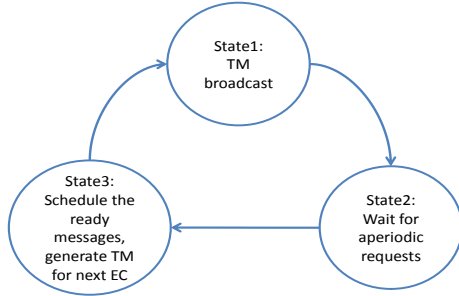 State1:
TM
broadcast
State2:
Wait for
aperiodic
requests
State3:
Schedule the
ready
messages,
generate TM
for next EC